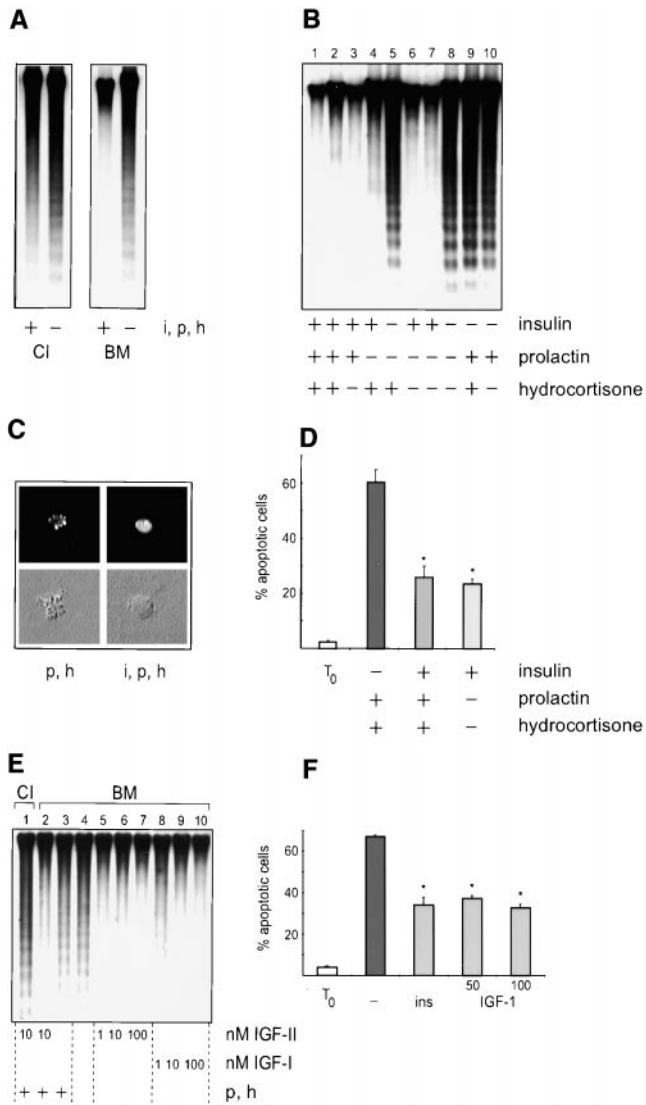 A
+ − + − i, p, h
CI BM
B
1 2 3 4 5 6 7 8 9 10
+ + + + − + + − − − insulin
+ + + − − − − − + + prolactin
+ + − + + − − − + − hydrocortisone
C
p, h i, p, h
D
% apoptotic cells
60
40
20
T0 − + + insulin
+ + − prolactin
+ + − hydrocortisone
E
CI BM
1 2 3 4 5 6 7 8 9 10
10 10 1 10 100 nM IGF-II
1 10 100 nM IGF-I
+ + + p, h
F
% apoptotic cells
60
40
20
50 100
T0 − ins IGF-1